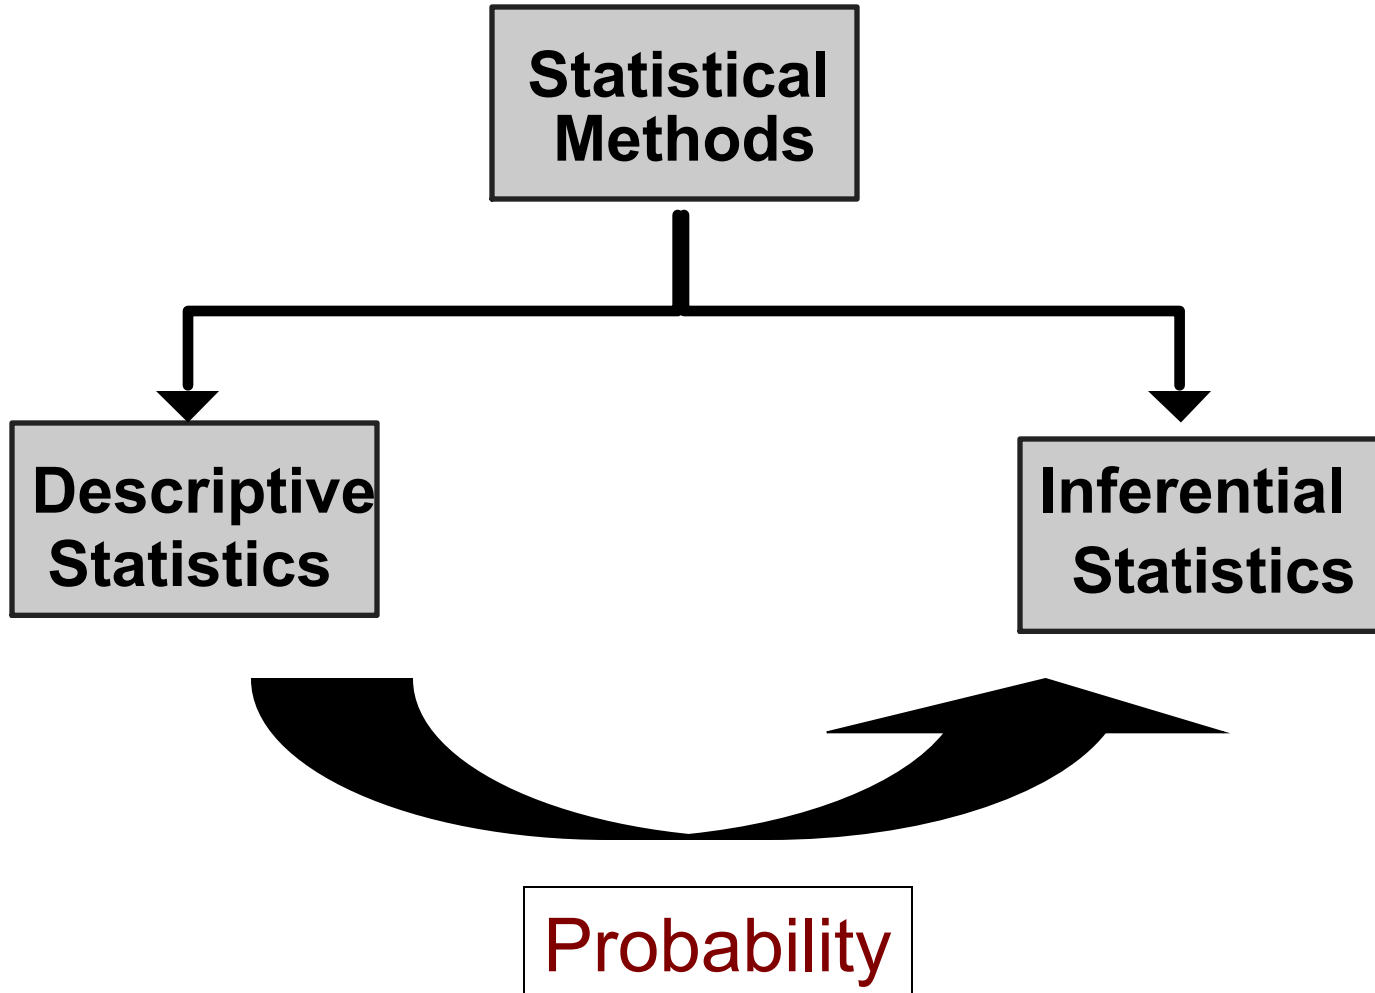 Statistical
Methods
Descriptive
Statistics
Inferential
Statistics
Probability